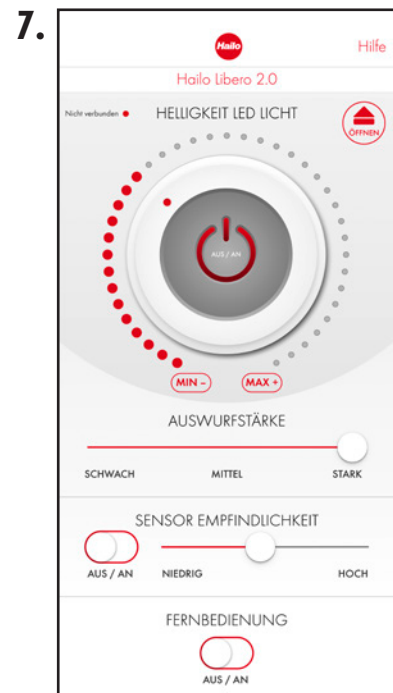 7.
Hailo
Hilfe
Hailo Libero 2.0
Nicht verbunden
HELLIGKEIT LED LICHT
ÖFFNEN
AUS / AN
MIN –
MAX +
AUSWURFSTÄRKE
SCHWACH MITTEL STARK
SENSOR EMPFINDLICHKEIT
AUS / AN NIEDRIG HOCH
FERNBEDIENUNG
AUS / AN